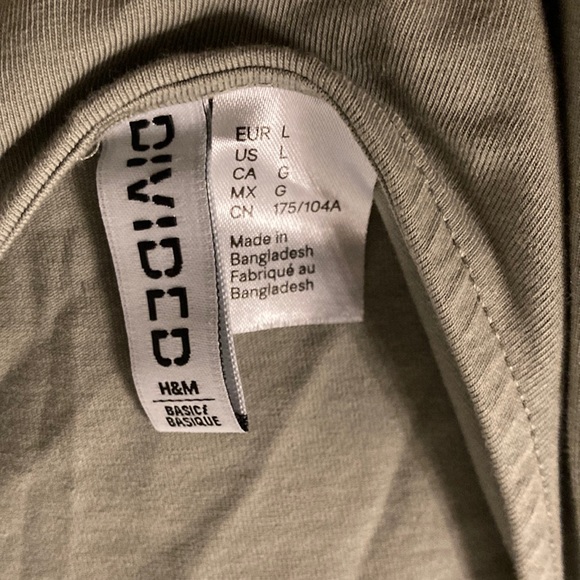 DIVIDED
H&M
BASIC/
BASIQUE
EUR L
US L
CA G
MX G
CN 175/104A
Made in
Bangladesh
Fabriqué au
Bangladesh